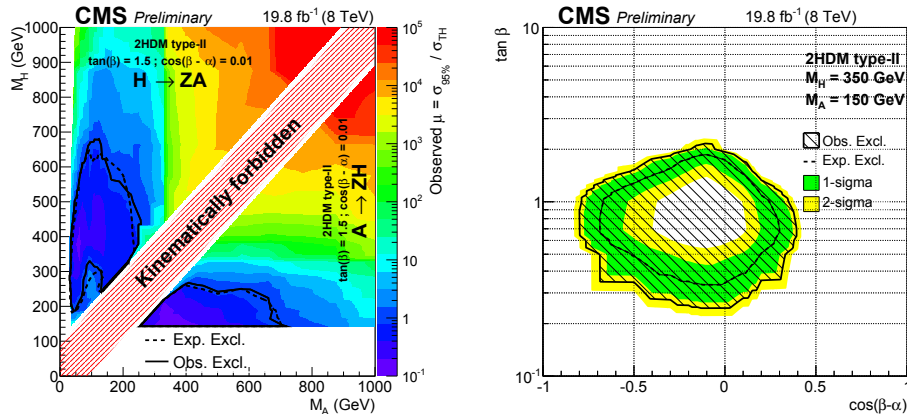 CMS Preliminary 19.8 fb⁻¹ (8 TeV)
M_H (GeV)
1000
900
800
700
600
500
400
300
200
100
0
2HDM type-II
tan(β) = 1.5 ; cos(β - α) = 0.01
H → ZA
Kinematically forbidden
2HDM type-II
tan(β) = 1.5 ; cos(β - α) = 0.01
A → ZH
Exp. Excl.
Obs. Excl.
0 200 400 600 800 1000
M_A (GeV)
10⁵
10⁴
10³
10²
10
1
10⁻¹
Observed μ = σ_95% / σ_TH
CMS Preliminary 19.8 fb⁻¹ (8 TeV)
tan β
10
1
10⁻¹
2HDM type-II
M_H = 350 GeV
M_A = 150 GeV
Obs. Excl.
Exp. Excl.
1-sigma
2-sigma
-1 -0.5 0 0.5 1
cos(β-α)